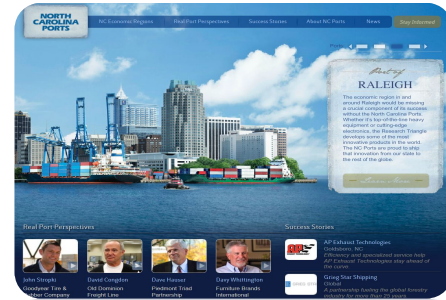 NORTH
CAROLINA
PORTS
NC Economic Regions
Real Port Perspectives
Success Stories
About NC Ports
News
Stay Informed
Port of
RALEIGH
The economic region in and
around Raleigh would be missing
a crucial component of its success
without the North Carolina Ports.
Whether it's top-of-the-line heavy
equipment or cutting-edge
electronics, the Research Triangle
develops some of the most
innovative products in the world.
The NC Ports are proud to ship
that innovation from our state to
the rest of the globe.
Real Port Perspectives
Success Stories
John Stropki
Goodyear Tire &
Rubber Company
David Congdon
Old Dominion
Freight Line
Dave Hauser
Piedmont Triad
Partnership
Davy Whittington
Furniture Brands
International
AP Exhaust Technologies
Goldsboro, NC
Efficiency and specialized service help
AP Exhaust Technologies stay ahead of
the curve.
Grieg Star Shipping
Global
A partnership fueling the global forestry
industry for more than 25 years